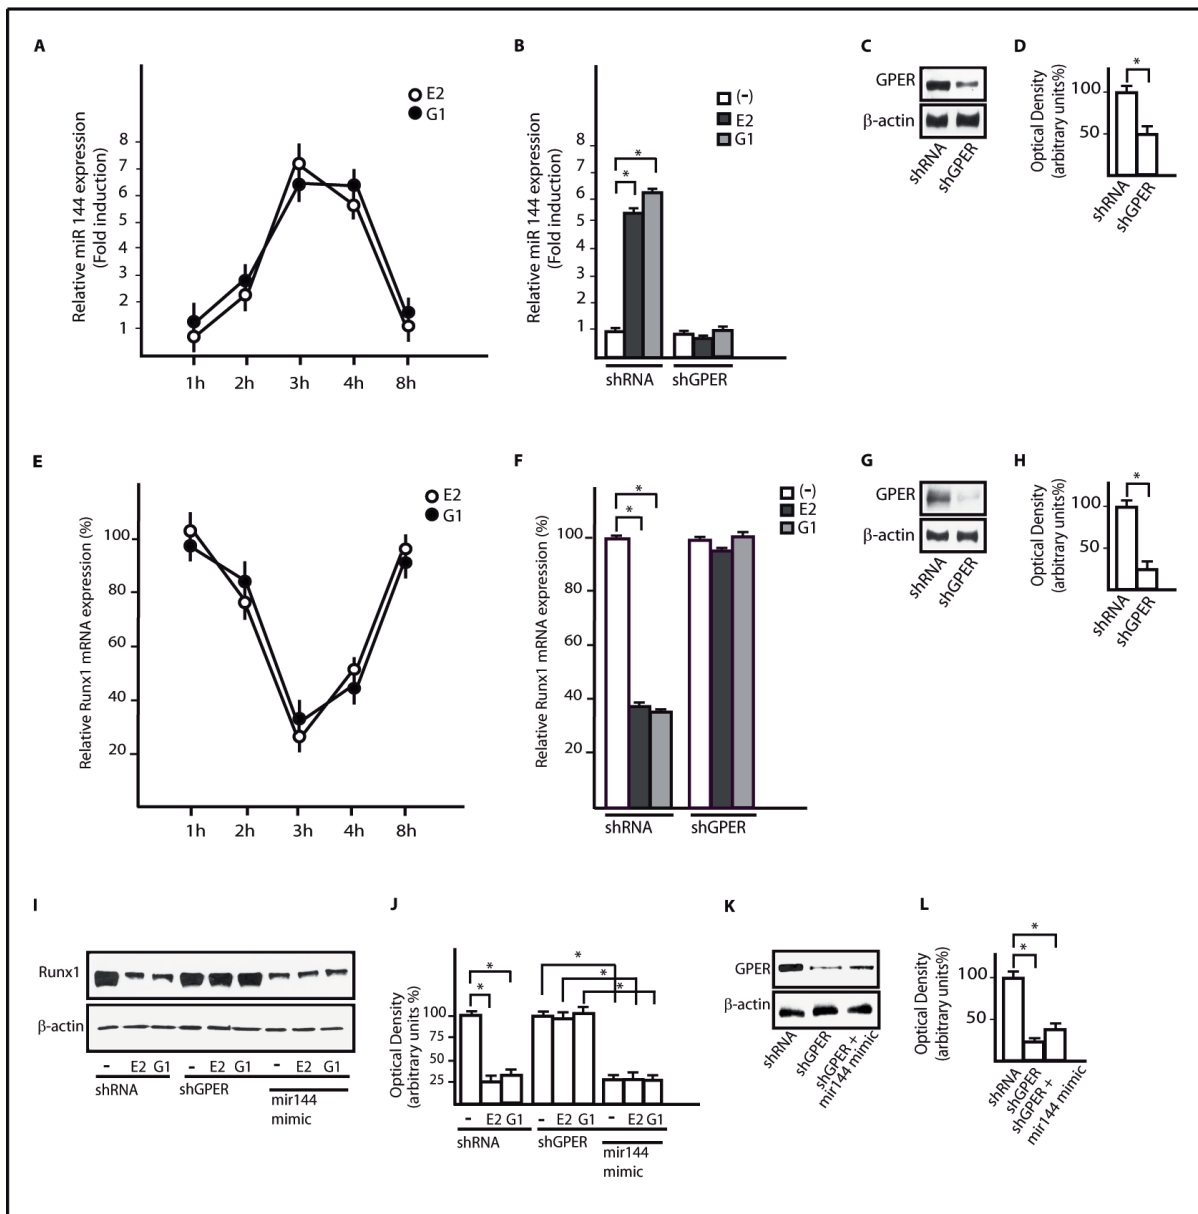 A
Relative miR 144 expression
(Fold induction)
E2
G1
8
7
6
5
4
3
2
1
1h 2h 3h 4h 8h
B
Relative miR 144 expression
(Fold induction)
(-)
E2
G1
8
7
6
5
4
3
2
1
* *
shRNA shGPER
C
GPER
β-actin
shRNA shGPER
D
Optical Density
(arbitrary units%)
*
100
50
shRNA shGPER
E
Relative Runx1 mRNA expression (%)
E2
G1
100
80
60
40
20
1h 2h 3h 4h 8h
F
Relative Runx1 mRNA expression (%)
(-)
E2
G1
100
80
60
40
20
* *
shRNA shGPER
G
GPER
β-actin
shRNA shGPER
H
Optical Density
(arbitrary units%)
*
100
50
shRNA shGPER
I
Runx1
β-actin
- E2 G1 - E2 G1 - E2 G1
shRNA shGPER
mir144
mimic
J
Optical Density
(arbitrary units %)
100
75
50
25
* * * * *
- E2 G1 - E2 G1 - E2 G1
shRNA shGPER
mir144
mimic
K
GPER
β-actin
shRNA
shGPER
shGPER +
mir144 mimic
L
Optical Density
(arbitrary units%)
* *
100
50
shRNA
shGPER
shGPER +
mir144 mimic